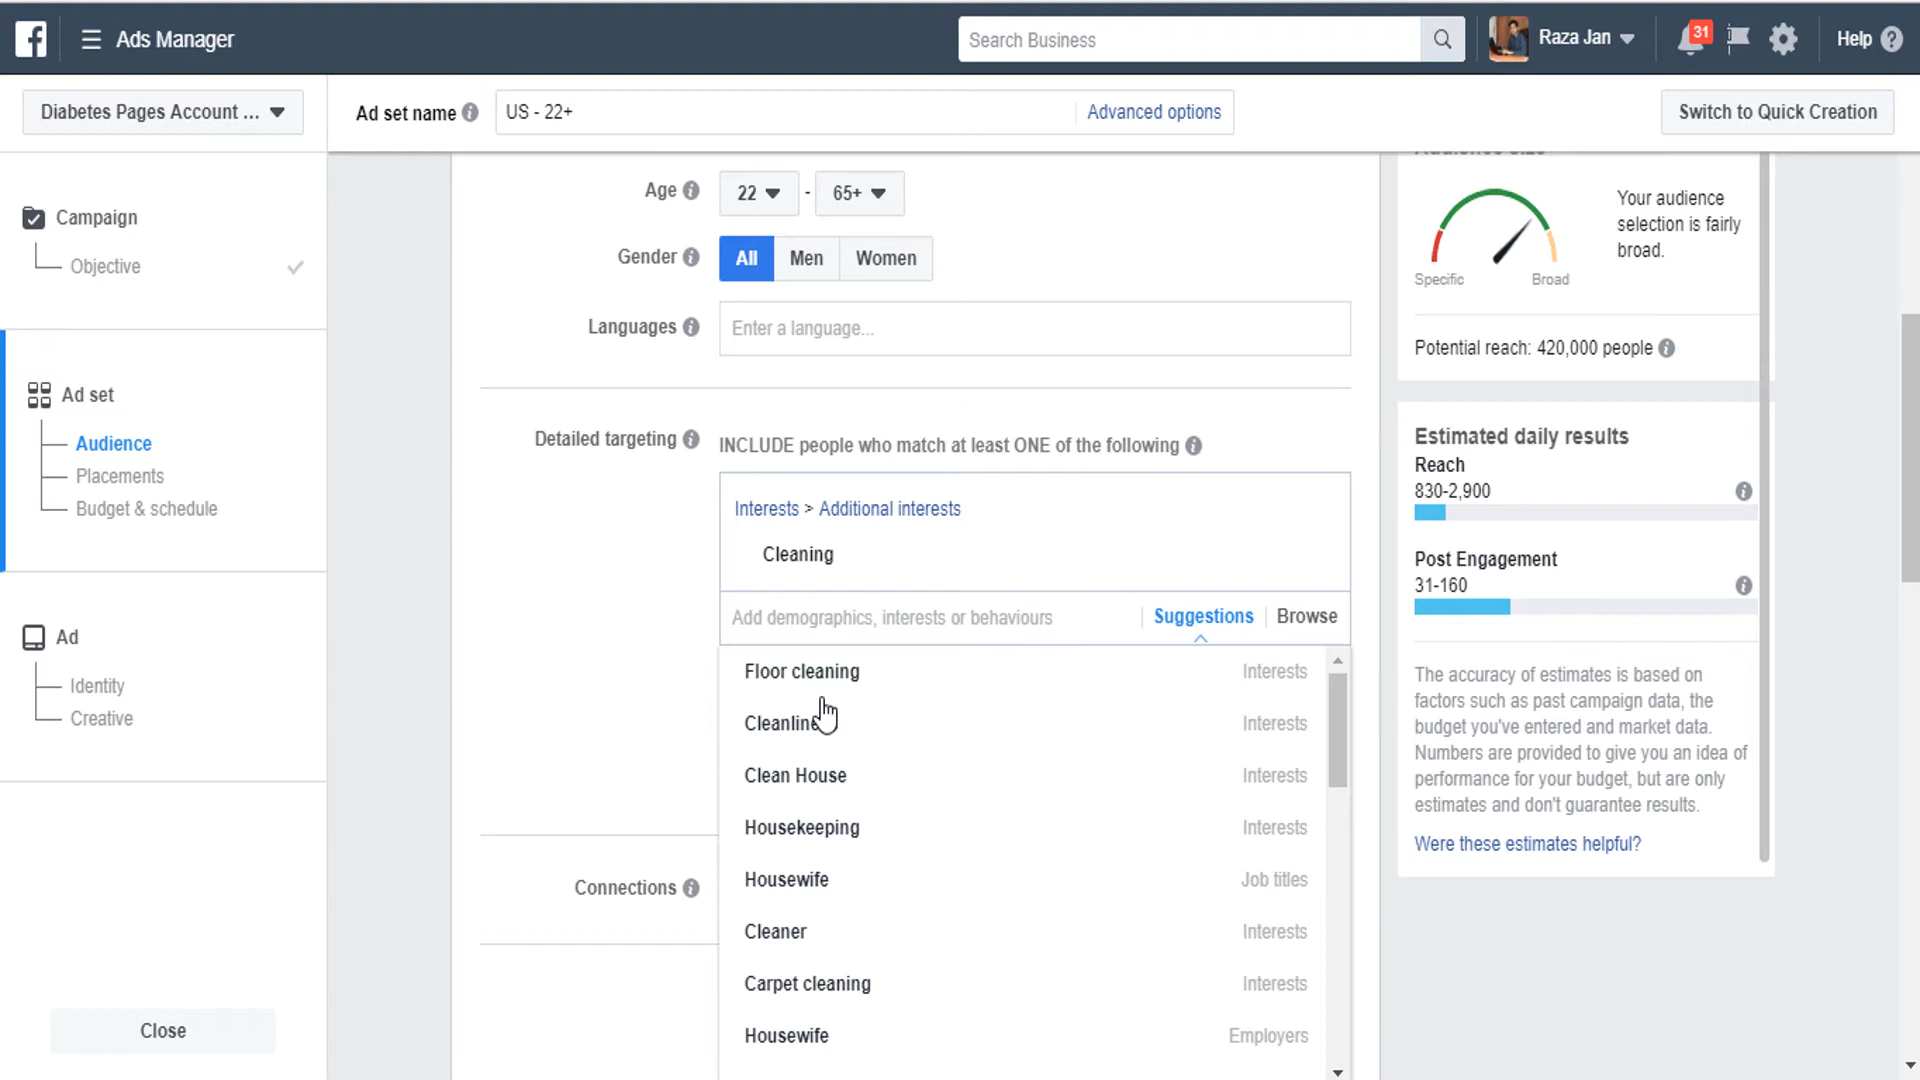 Ads Manager
Search Business
Raza Jan
31
Help
Diabetes Pages Account ...
Ad set name
US - 22+
Advanced options
Switch to Quick Creation
Campaign
Objective
Ad set
Audience
Placements
Budget & schedule
Ad
Identity
Creative
Close
Age
22
-
65+
Gender
All
Men
Women
Languages
Enter a language...
Detailed targeting
INCLUDE people who match at least ONE of the following
Interests > Additional interests
Cleaning
Add demographics, interests or behaviours
Suggestions
Browse
Floor cleaning
Interests
Interests
Clean House
Interests
Housekeeping
Interests
Housewife
Job titles
Cleaner
Interests
Carpet cleaning
Interests
Housewife
Employers
Connections
Your audience
selection is fairly
broad.
Specific
Broad
Potential reach: 420,000 people
Estimated daily results
Reach
830-2,900
Post Engagement
31-160
The accuracy of estimates is based on
factors such as past campaign data, the
budget you've entered and market data.
Numbers are provided to give you an idea of
performance for your budget, but are only
estimates and don't guarantee results.
Were these estimates helpful?